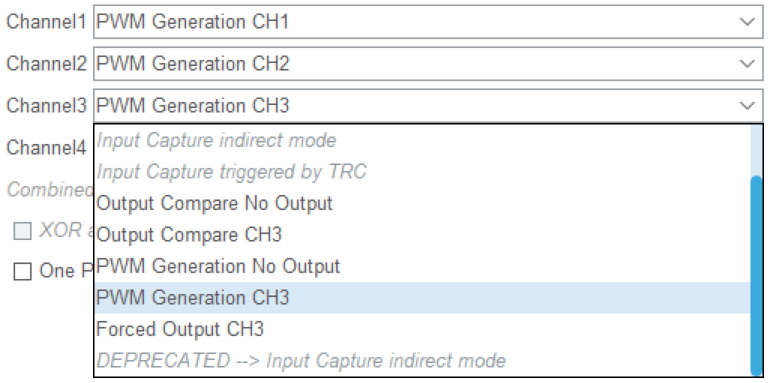 Channel1 PWM Generation CH1
Channel2 PWM Generation CH2
Channel3 PWM Generation CH3
Channel4
Input Capture indirect mode
Input Capture triggered by TRC
Combined
Output Compare No Output
XOR
Output Compare CH3
One P
PWM Generation No Output
PWM Generation CH3
Forced Output CH3
DEPRECATED --> Input Capture indirect mode